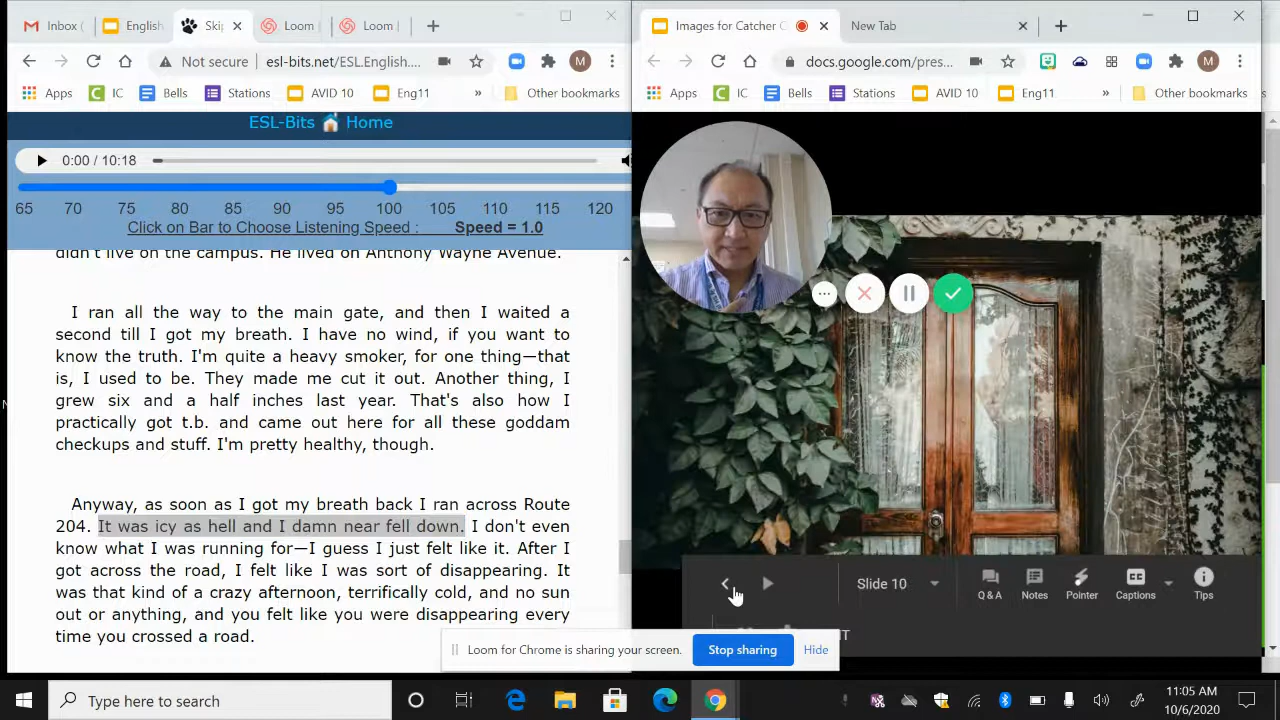 Inbox (
English
Skip
Loom |
Loom |
Images for Catcher C
New Tab
Not secure
esl-bits.net/ESL.English....
docs.google.com/pres...
Apps
IC
Bells
Stations
AVID 10
Eng11
»
Other bookmarks
Apps
IC
Bells
Stations
AVID 10
Eng11
»
Other bookmarks
ESL-Bits Home
0:00 / 10:18
65 70 75 80 85 90 95 100 105 110 115 120
Click on Bar to Choose Listening Speed : Speed = 1.0
didn't live on the campus. He lived on Anthony Wayne Avenue.
I ran all the way to the main gate, and then I waited a
second till I got my breath. I have no wind, if you want to
know the truth. I'm quite a heavy smoker, for one thing—that
is, I used to be. They made me cut it out. Another thing, I
grew six and a half inches last year. That's also how I
practically got t.b. and came out here for all these goddam
checkups and stuff. I'm pretty healthy, though.
Anyway, as soon as I got my breath back I ran across Route
204. It was icy as hell and I damn near fell down. I don't even
know what I was running for—I guess I just felt like it. After I
got across the road, I felt like I was sort of disappearing. It
was that kind of a crazy afternoon, terrifically cold, and no sun
out or anything, and you felt like you were disappearing every
time you crossed a road.
Slide 10
Q & A
Notes
Pointer
Captions
Tips
Loom for Chrome is sharing your screen.
Stop sharing
Hide
Type here to search
11:05 AM
10/6/2020